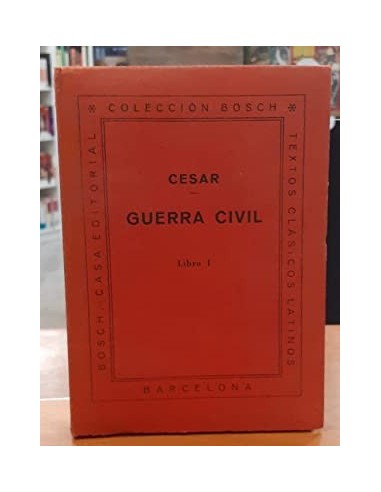 * COLECCIÓN BOSCH *
BOSCH, CASA EDITORIAL
TEXTOS CLÁSICOS LATINOS
CESAR
GUERRA CIVIL
Libro I
BARCELONA